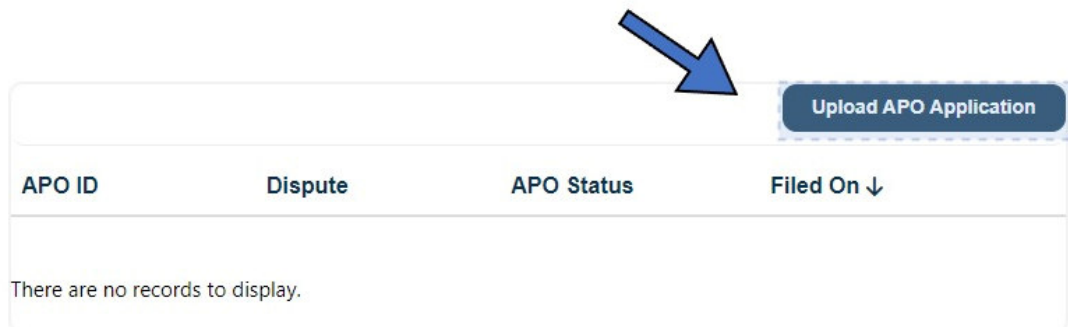 Upload APO Application
APO ID Dispute APO Status Filed On ↓
There are no records to display.